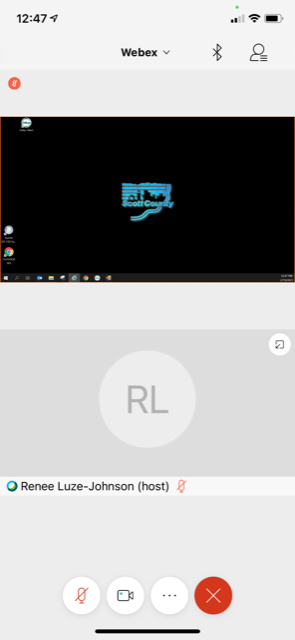 12:47
Webex
Scott County
RL
Renee Luze-Johnson (host)